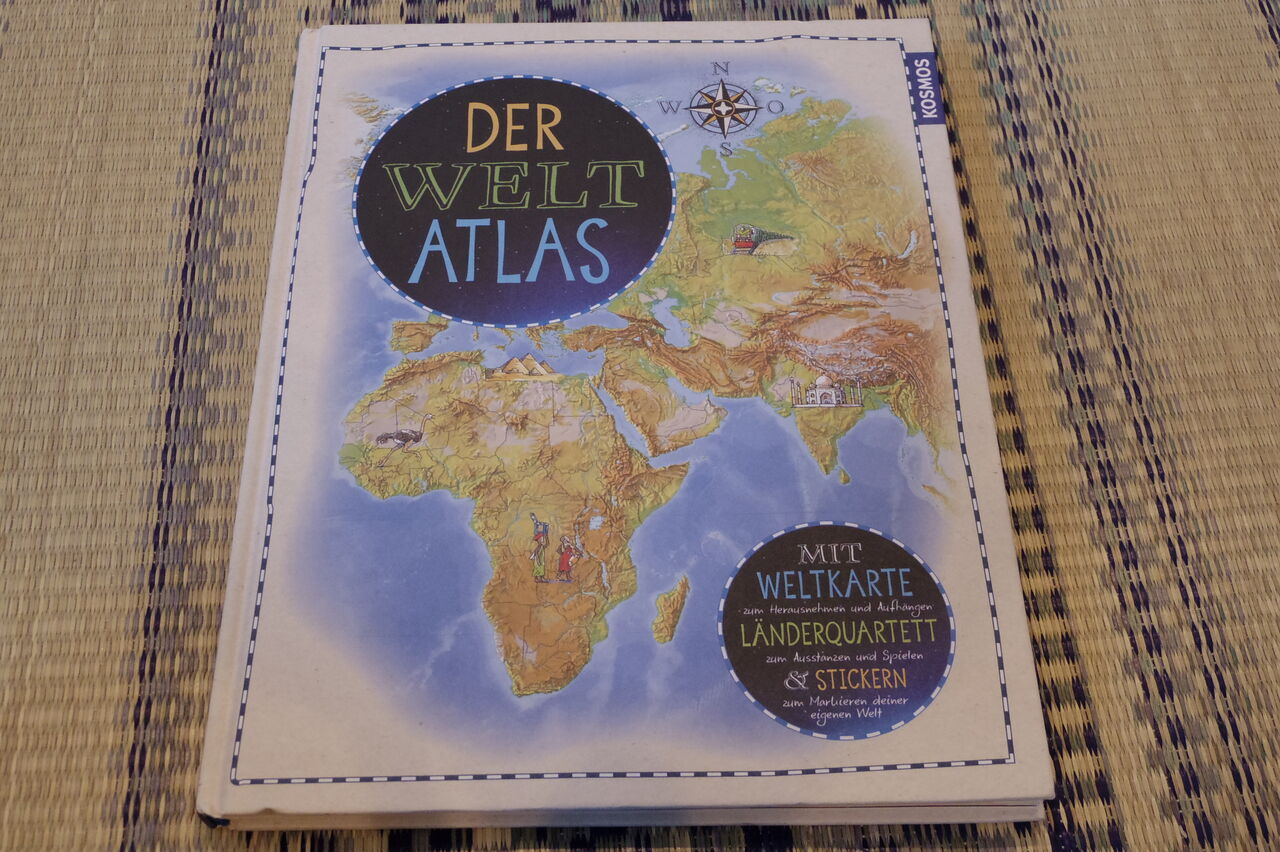 DER
WELT
ATLAS
N
W O
S
KOSMOS
MIT
WELTKARTE
zum Herausnehmen und Aufhängen
LÄNDERQUARTETT
zum Ausstanzen und Spielen
& STICKERN
zum Markieren deiner
eigenen Welt